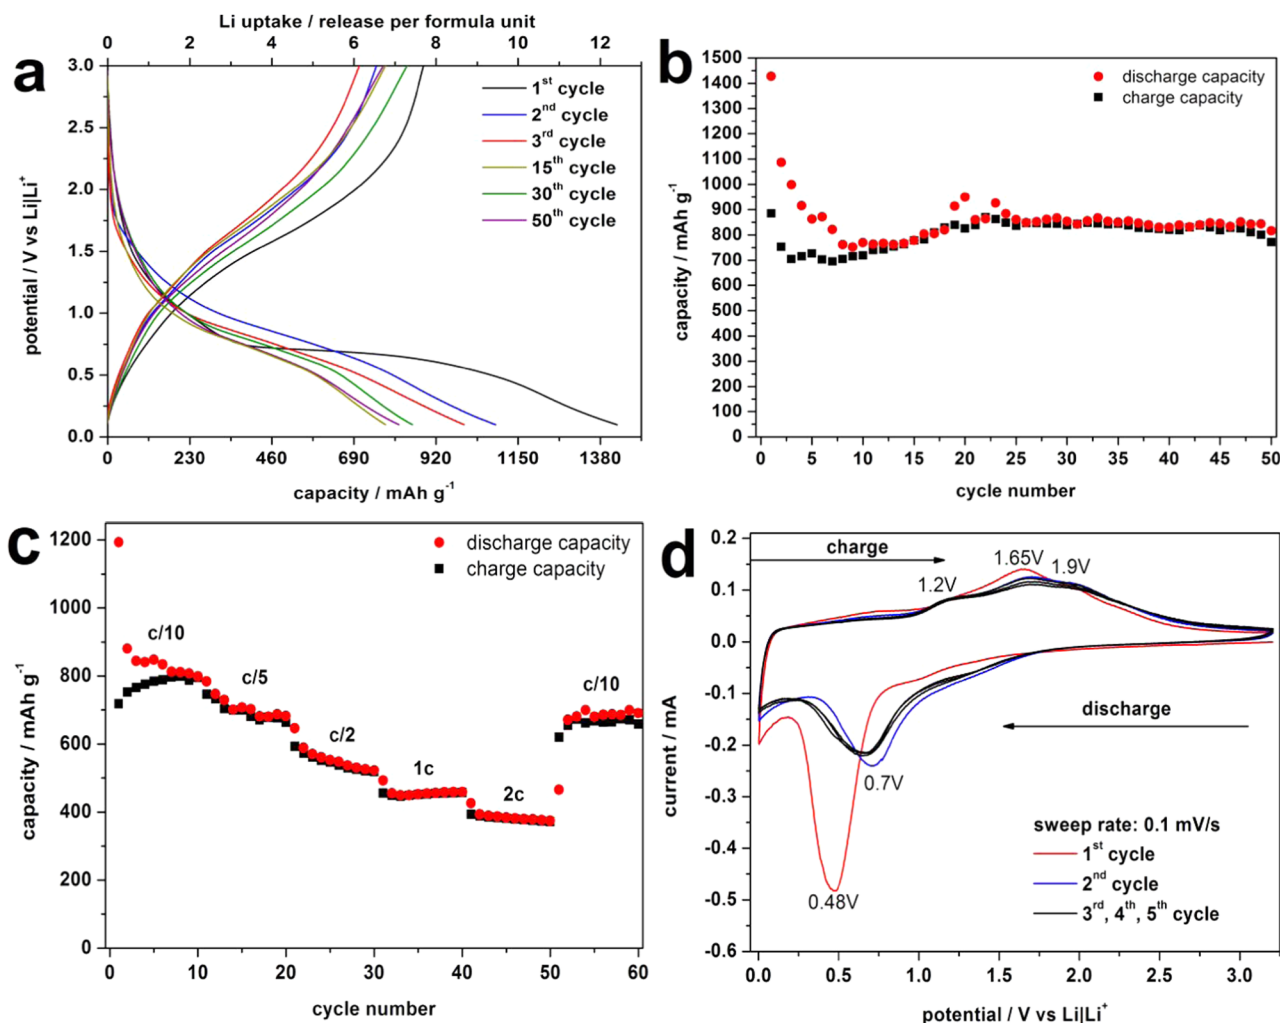 a
Li uptake / release per formula unit
0 2 4 6 8 10 12
3.0
2.5
2.0
1.5
1.0
0.5
0.0
potential / V vs Li|Li⁺
1ˢᵗ cycle
2ⁿᵈ cycle
3ʳᵈ cycle
15ᵗʰ cycle
30ᵗʰ cycle
50ᵗʰ cycle
0 230 460 690 920 1150 1380
capacity / mAh g⁻¹
b
1500
1400
1300
1200
1100
1000
900
800
700
600
500
400
300
200
100
0
capacity / mAh g⁻¹
discharge capacity
charge capacity
0 5 10 15 20 25 30 35 40 45 50
cycle number
c
1200
1000
800
600
400
200
0
capacity / mAh g⁻¹
discharge capacity
charge capacity
c/10
c/5
c/2
1c
2c
c/10
0 10 20 30 40 50 60
cycle number
d
0.2
0.1
0.0
-0.1
-0.2
-0.3
-0.4
-0.5
-0.6
current / mA
charge
1.2V
1.65V
1.9V
discharge
0.7V
0.48V
sweep rate: 0.1 mV/s
1ˢᵗ cycle
2ⁿᵈ cycle
3ʳᵈ, 4ᵗʰ, 5ᵗʰ cycle
0.0 0.5 1.0 1.5 2.0 2.5 3.0
potential / V vs Li|Li⁺